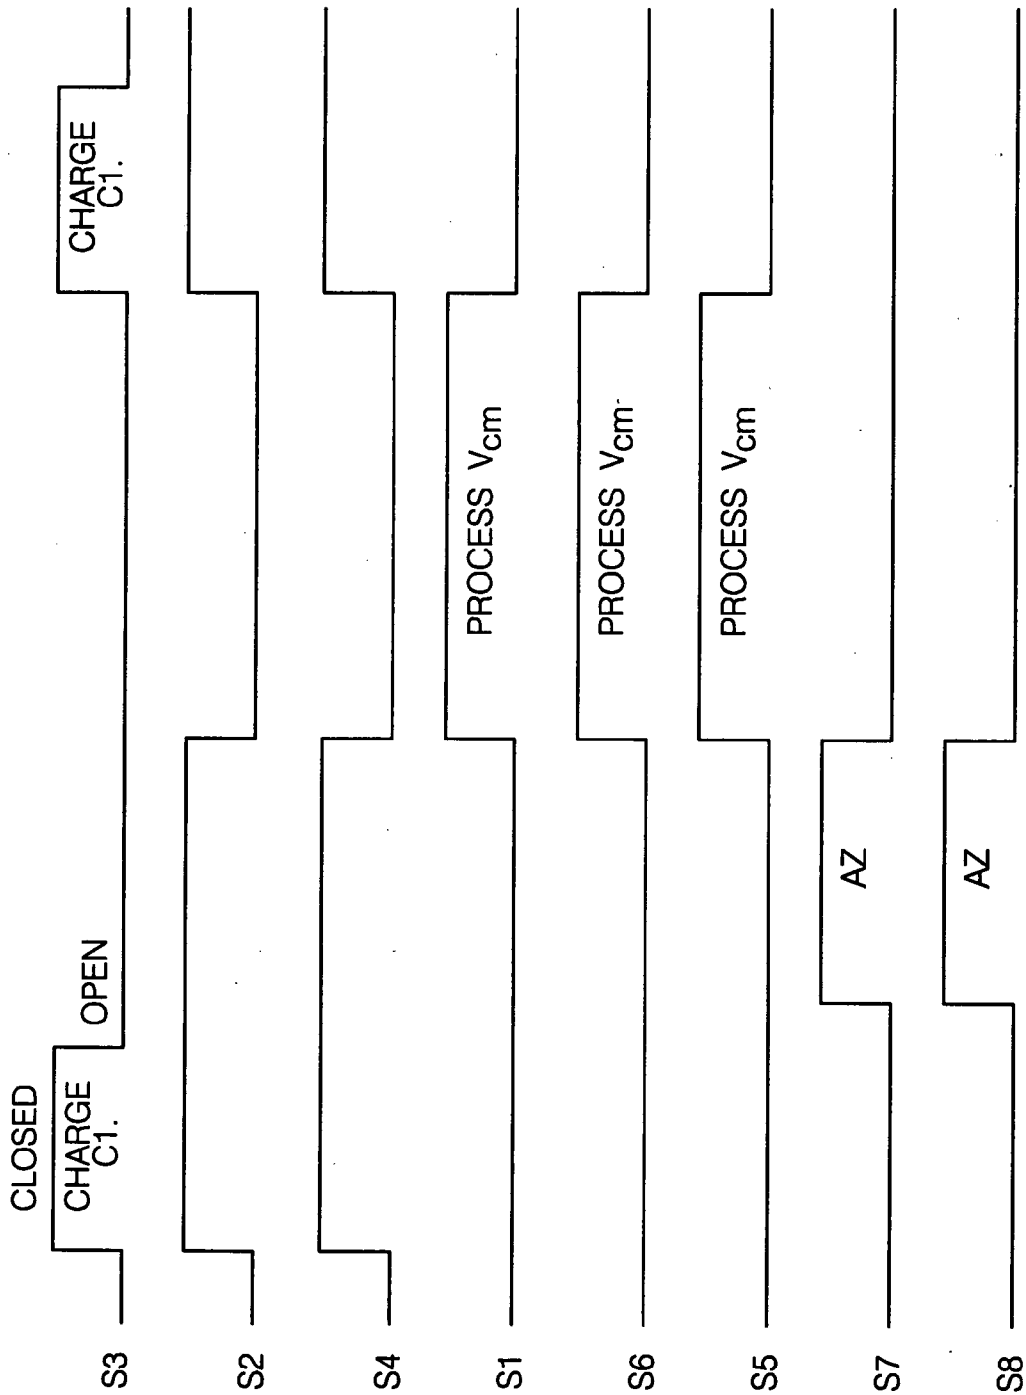 CLOSED
S3
CHARGE
C1.
OPEN
CHARGE
C1.
S2
S4
S1
PROCESS Vcm
S6
PROCESS Vcm
S5
PROCESS Vcm
S7
AZ
S8
AZ